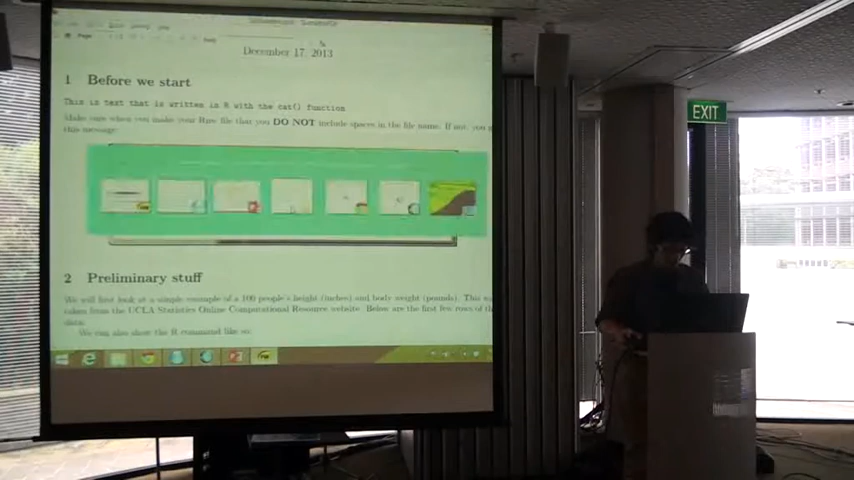 December 17, 2013
1 Before we start
This is text that is written in R with the cat() function
Make sure when you make your Rnw file that you DO NOT include spaces in the file name. If not, you
this message:
2 Preliminary stuff
We will first look at a simple example of a 100 people's height (inches) and body weight (pounds). This
taken from the UCLA Statistics Online Computational Resource website. Below are the first few rows of
data:
We can also show the R command like so:
EXIT